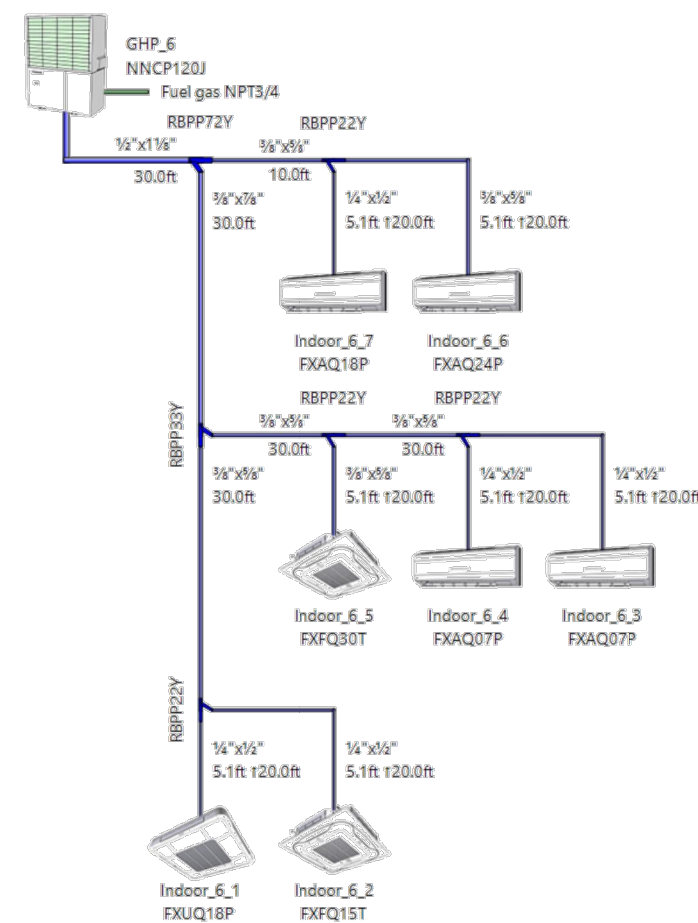 GHP_6
NNCP120J
Fuel gas NPT3/4
RBPP72Y
RBPP22Y
½"x1⅛"
30.0ft
⅜"x⅝"
10.0ft
⅜"x⅞"
30.0ft
¼"x½"
5.1ft ↑20.0ft
⅜"x⅝"
5.1ft ↑20.0ft
Indoor_6_7
FXAQ18P
Indoor_6_6
FXAQ24P
RBPP33Y
RBPP22Y
RBPP22Y
⅜"x⅝"
30.0ft
⅜"x⅝"
30.0ft
⅜"x⅝"
30.0ft
⅜"x⅝"
5.1ft ↑20.0ft
¼"x½"
5.1ft ↑20.0ft
¼"x½"
5.1ft ↑20.0ft
Indoor_6_5
FXFQ30T
Indoor_6_4
FXAQ07P
Indoor_6_3
FXAQ07P
RBPP22Y
¼"x½"
5.1ft ↑20.0ft
¼"x½"
5.1ft ↑20.0ft
Indoor_6_1
FXUQ18P
Indoor_6_2
FXFQ15T